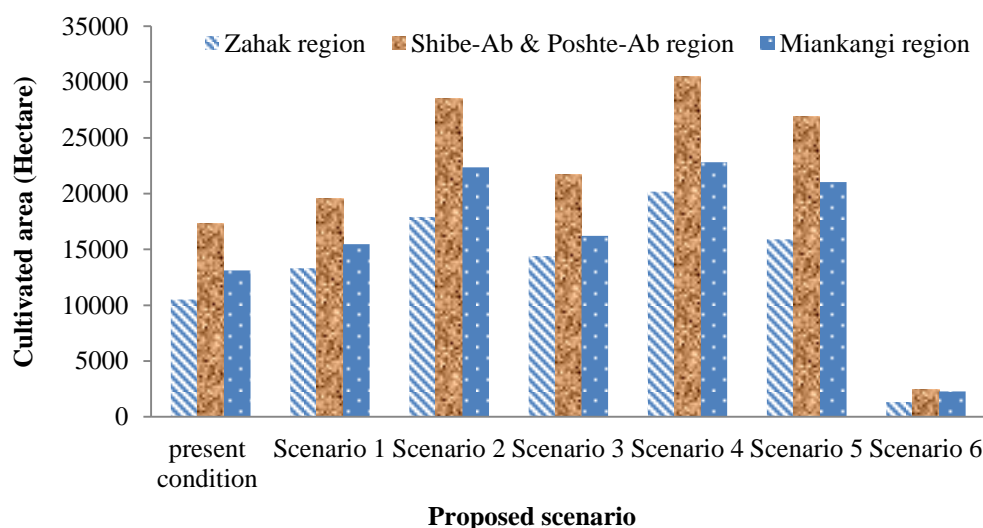 35000
Zahak region Shibe-Ab & Poshte-Ab region Miankangi region
30000
25000
20000
15000
10000
5000
0
Cultivated area (Hectare)
present condition
Scenario 1 Scenario 2 Scenario 3 Scenario 4 Scenario 5 Scenario 6
Proposed scenario